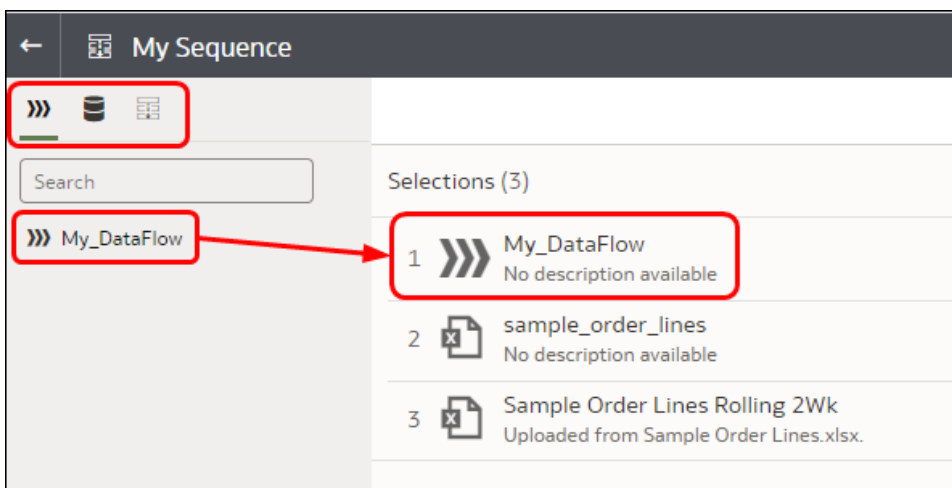 My Sequence
Search
My_DataFlow
Selections (3)
1 My_DataFlow
No description available
2 sample_order_lines
No description available
3 Sample Order Lines Rolling 2Wk
Uploaded from Sample Order Lines.xlsx.